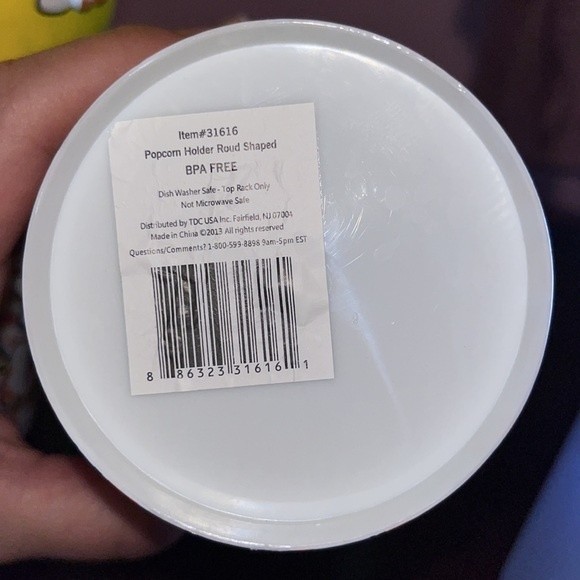 Item#31616
Popcorn Holder Roud Shaped
BPA FREE
Dish Washer Safe - Top Rack Only
Not Microwave Safe
Distributed by TDC USA Inc. Fairfield, NJ 07004
Made in China ©2013 All rights reserved
Questions/Comments? 1-800-599-8898 9am-5pm EST
8 86323 31616 1